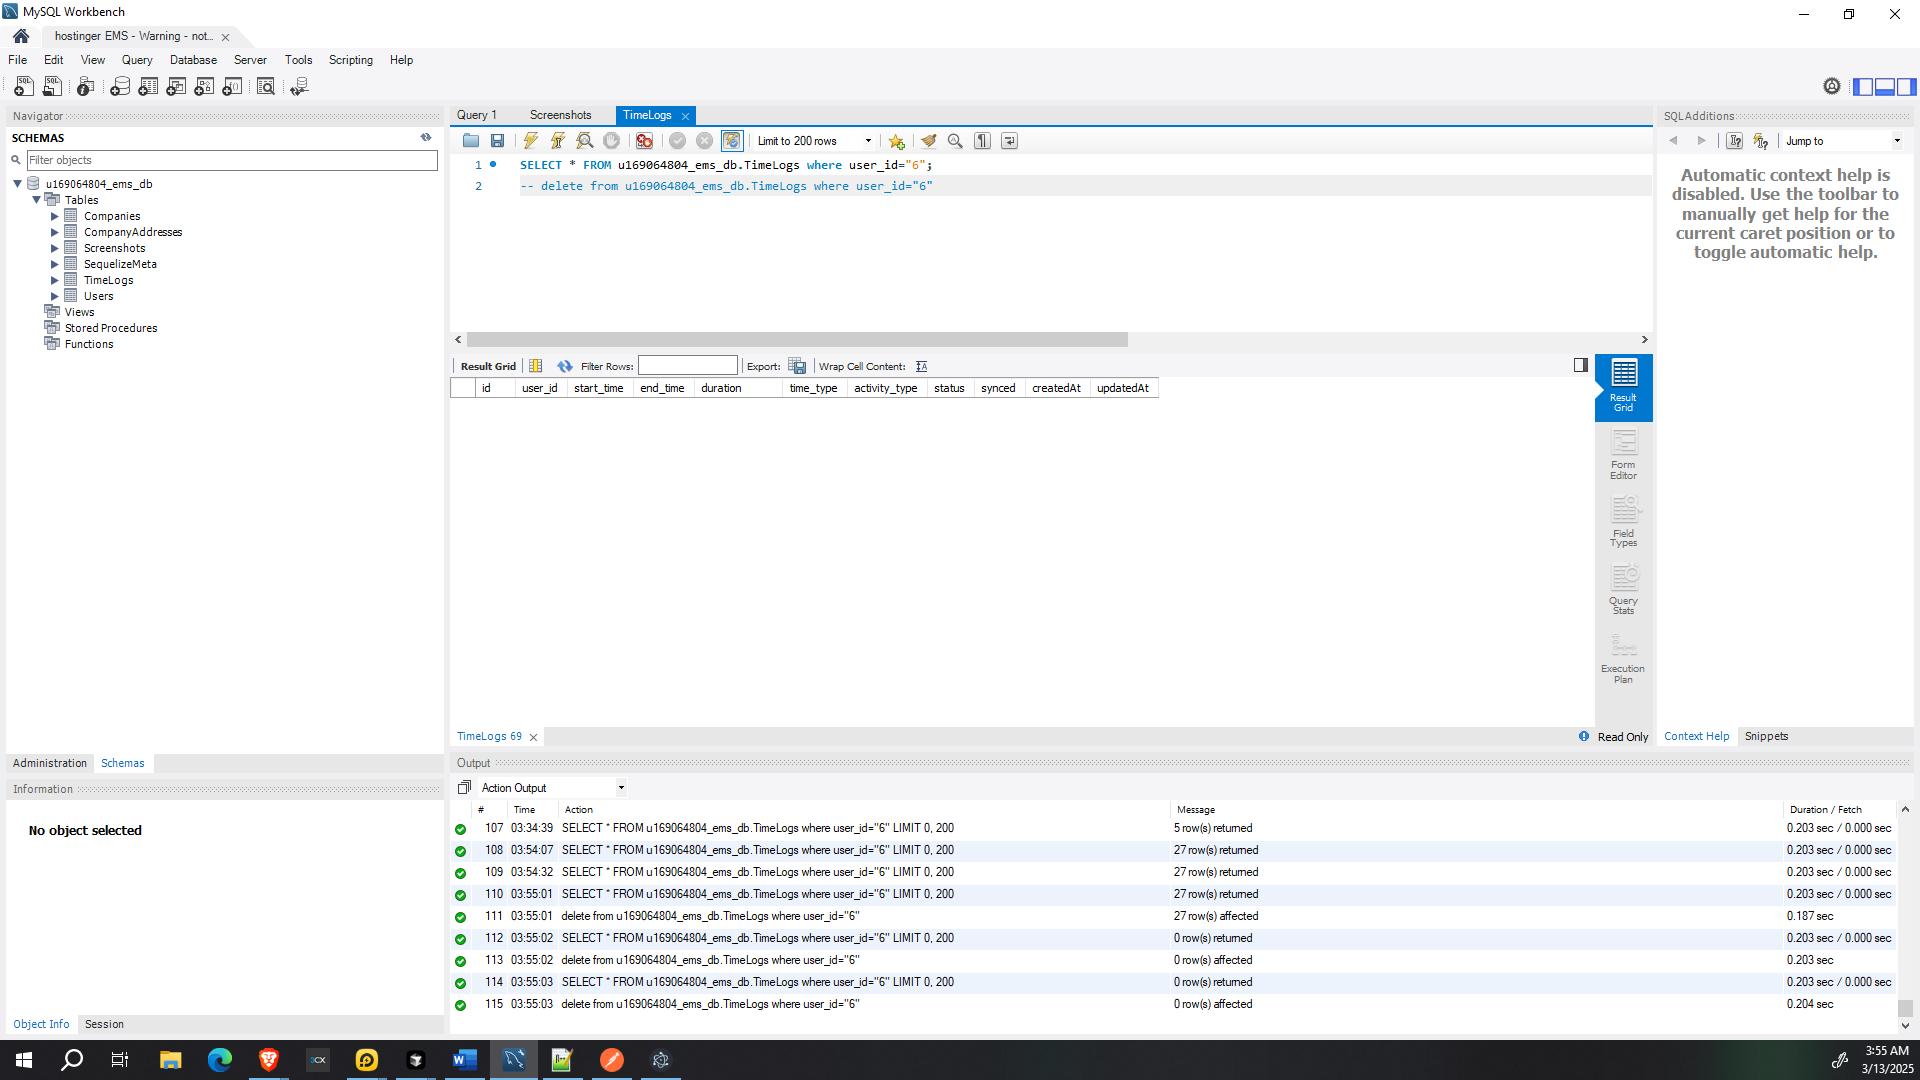 MySQL Workbench
hostinger EMS - Warning - not...
File Edit View Query Database Server Tools Scripting Help
Navigator
SCHEMAS
Filter objects
u169064804_ems_db
Tables
Companies
CompanyAddresses
Screenshots
SequelizeMeta
TimeLogs
Users
Views
Stored Procedures
Functions
Administration Schemas
Information
No object selected
Object Info Session
Query 1 Screenshots TimeLogs
Limit to 200 rows
1 SELECT * FROM u169064804_ems_db.TimeLogs where user_id="6";
2 -- delete from u169064804_ems_db.TimeLogs where user_id="6"
Result Grid Filter Rows: Export: Wrap Cell Content:
id user_id start_time end_time duration time_type activity_type status synced createdAt updatedAt
Result
Grid
Form
Editor
Field
Types
Query
Stats
Execution
Plan
TimeLogs 69
Read Only
SQLAdditions
Jump to
Automatic context help is
disabled. Use the toolbar to
manually get help for the
current caret position or to
toggle automatic help.
Context Help Snippets
Output
Action Output
# Time Action Message Duration / Fetch
107 03:34:39 SELECT * FROM u169064804_ems_db.TimeLogs where user_id="6" LIMIT 0, 200 5 row(s) returned 0.203 sec / 0.000 sec
108 03:54:07 SELECT * FROM u169064804_ems_db.TimeLogs where user_id="6" LIMIT 0, 200 27 row(s) returned 0.203 sec / 0.000 sec
109 03:54:32 SELECT * FROM u169064804_ems_db.TimeLogs where user_id="6" LIMIT 0, 200 27 row(s) returned 0.203 sec / 0.000 sec
110 03:55:01 SELECT * FROM u169064804_ems_db.TimeLogs where user_id="6" LIMIT 0, 200 27 row(s) returned 0.203 sec / 0.000 sec
111 03:55:01 delete from u169064804_ems_db.TimeLogs where user_id="6" 27 row(s) affected 0.187 sec
112 03:55:02 SELECT * FROM u169064804_ems_db.TimeLogs where user_id="6" LIMIT 0, 200 0 row(s) returned 0.203 sec / 0.000 sec
113 03:55:02 delete from u169064804_ems_db.TimeLogs where user_id="6" 0 row(s) affected 0.203 sec
114 03:55:03 SELECT * FROM u169064804_ems_db.TimeLogs where user_id="6" LIMIT 0, 200 0 row(s) returned 0.203 sec / 0.000 sec
115 03:55:03 delete from u169064804_ems_db.TimeLogs where user_id="6" 0 row(s) affected 0.204 sec
3:55 AM
3/13/2025